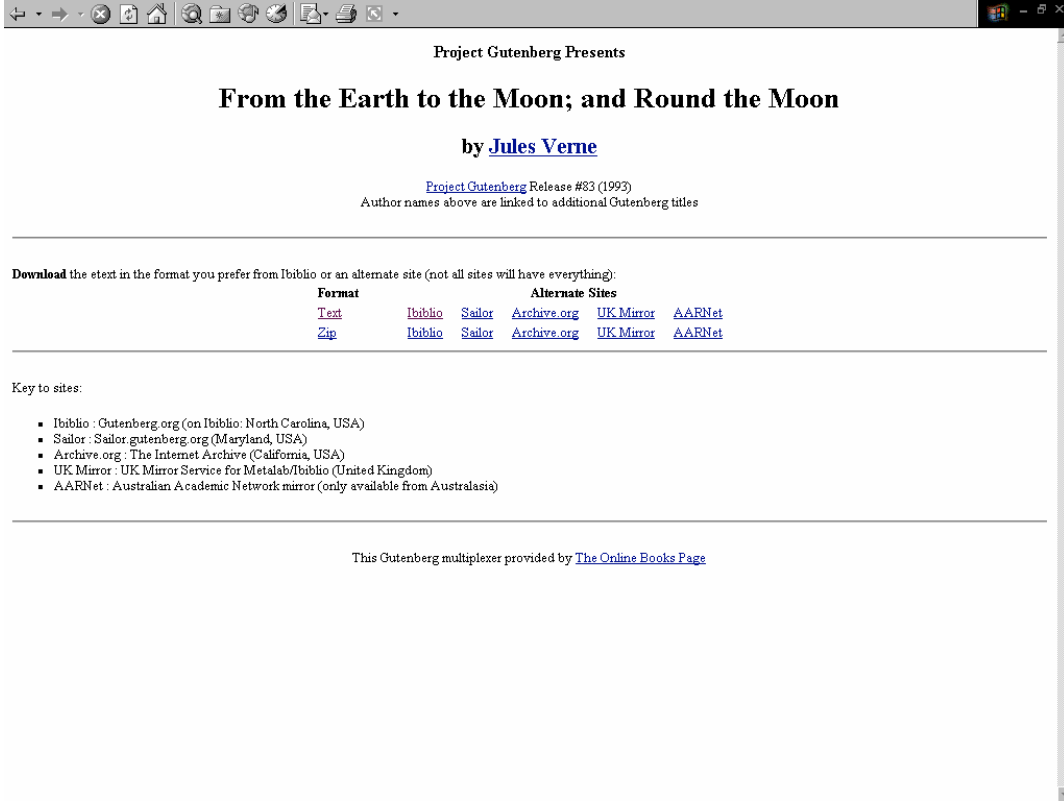 Project Gutenberg Presents
From the Earth to the Moon; and Round the Moon
by Jules Verne
Project Gutenberg Release #83 (1993)
Author names above are linked to additional Gutenberg titles
Download the etext in the format you prefer from Ibiblio or an alternate site (not all sites will have everything):
Format Alternate Sites
Text Ibiblio Sailor Archive.org UK Mirror AARNet
Zip Ibiblio Sailor Archive.org UK Mirror AARNet
Key to sites:
Ibiblio : Gutenberg.org (on Ibiblio: North Carolina, USA)
Sailor : Sailor.gutenberg.org (Maryland, USA)
Archive.org : The Internet Archive (California, USA)
UK Mirror : UK Mirror Service for Metalab/Ibiblio (United Kingdom)
AARNet : Australian Academic Network mirror (only available from Australasia)
This Gutenberg multiplexer provided by The Online Books Page